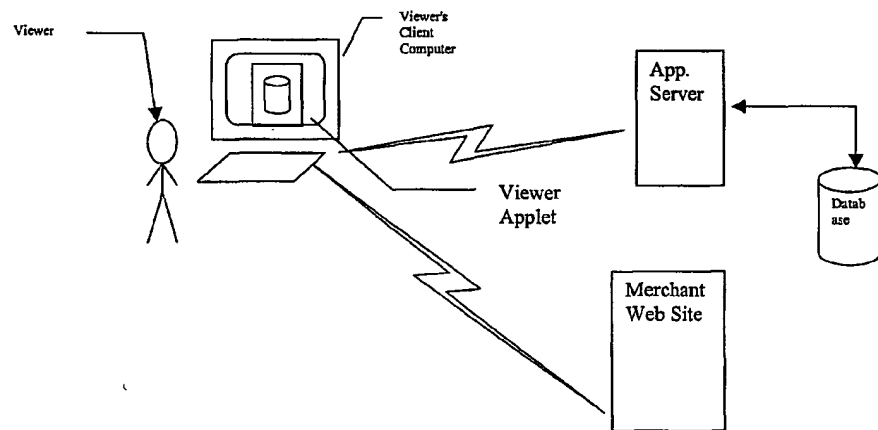 Viewer
Viewer's
Client
Computer
App.
Server
Viewer
Applet
Datab
ase
Merchant
Web Site